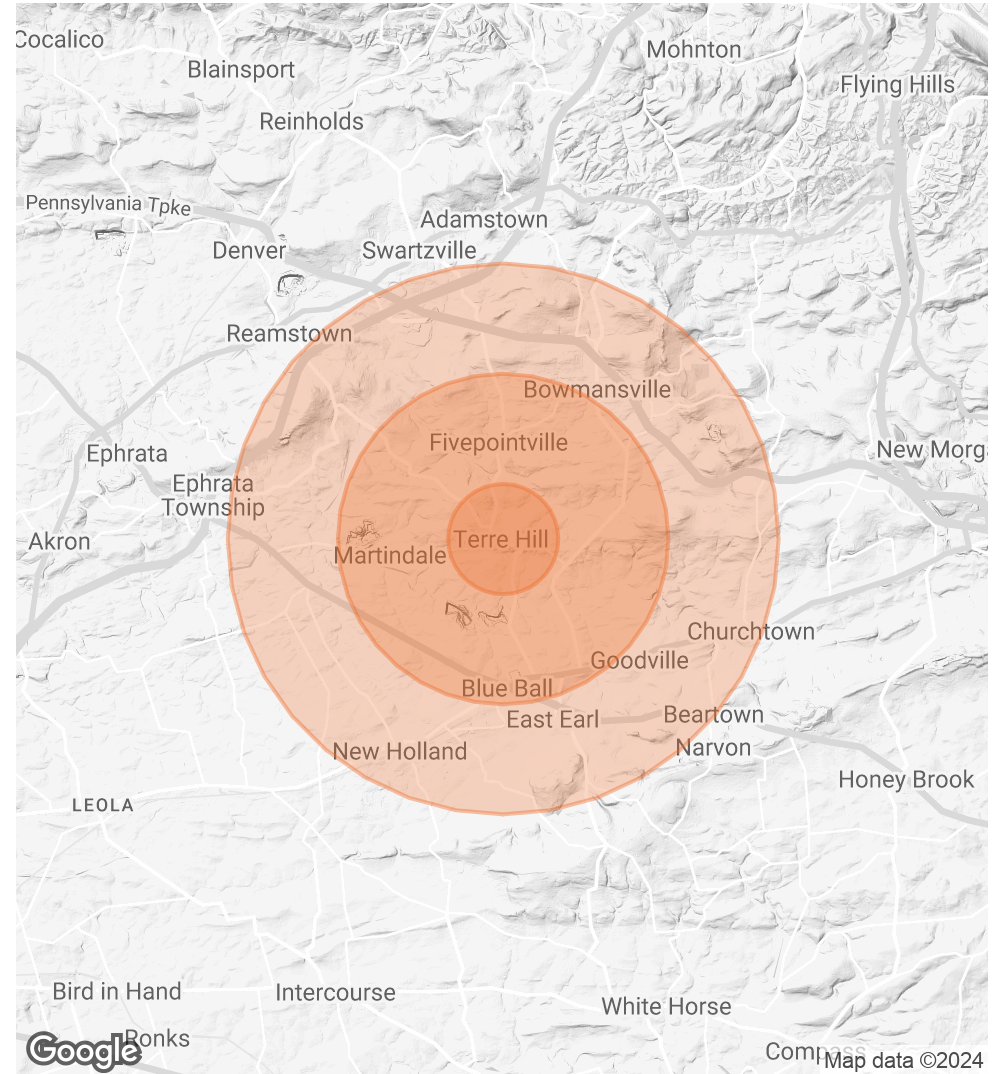 Cocalico
Mohnton
Blainsport
Flying Hills
Reinholds
Pennsylvania Tpke
Adamstown
Denver
Swartzville
Reamstown
Bowmansville
Fivepointville
Ephrata
New Morga
Ephrata
Township
Akron
Terre Hill
Martindale
Churchtown
Goodville
Blue Ball
East Earl
Beartown
New Holland
Narvon
Honey Brook
LEOLA
Bird in Hand
Intercourse
White Horse
Ronks
Compass
Google
Map data ©2024